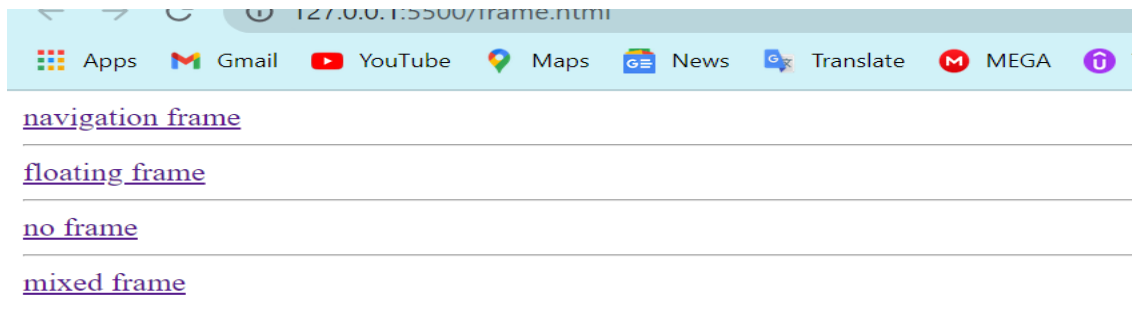 127.0.0.1:5500/frame.html
Apps Gmail YouTube Maps GE News Translate MEGA
navigation frame
floating frame
no frame
mixed frame